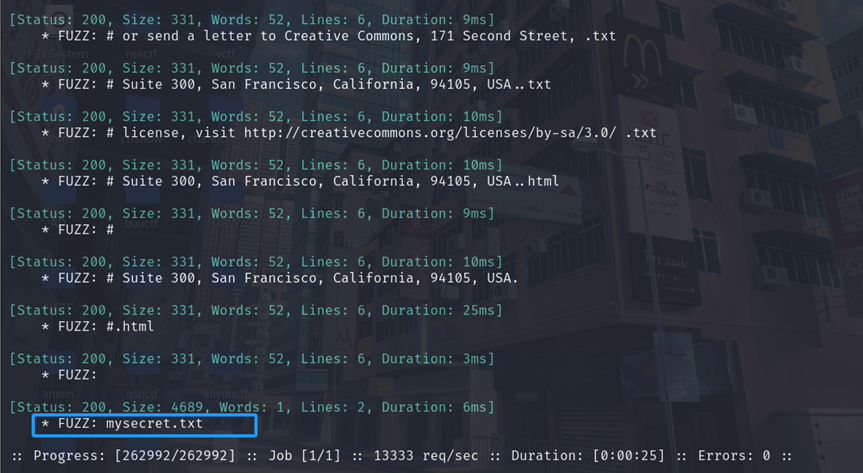 [Status: 200, Size: 331, Words: 52, Lines: 6, Duration: 9ms]
* FUZZ: # or send a letter to Creative Commons, 171 Second Street, .txt
[Status: 200, Size: 331, Words: 52, Lines: 6, Duration: 9ms]
* FUZZ: # Suite 300, San Francisco, California, 94105, USA..txt
[Status: 200, Size: 331, Words: 52, Lines: 6, Duration: 10ms]
* FUZZ: # license, visit http://creativecommons.org/licenses/by-sa/3.0/ .txt
[Status: 200, Size: 331, Words: 52, Lines: 6, Duration: 10ms]
* FUZZ: # Suite 300, San Francisco, California, 94105, USA..html
[Status: 200, Size: 331, Words: 52, Lines: 6, Duration: 9ms]
* FUZZ: #
[Status: 200, Size: 331, Words: 52, Lines: 6, Duration: 10ms]
* FUZZ: # Suite 300, San Francisco, California, 94105, USA.
[Status: 200, Size: 331, Words: 52, Lines: 6, Duration: 25ms]
* FUZZ: #.html
[Status: 200, Size: 331, Words: 52, Lines: 6, Duration: 3ms]
* FUZZ:
[Status: 200, Size: 4689, Words: 1, Lines: 2, Duration: 6ms]
* FUZZ: mysecret.txt
:: Progress: [262992/262992] :: Job [1/1] :: 13333 req/sec :: Duration: [0:00:25] :: Errors: 0 ::